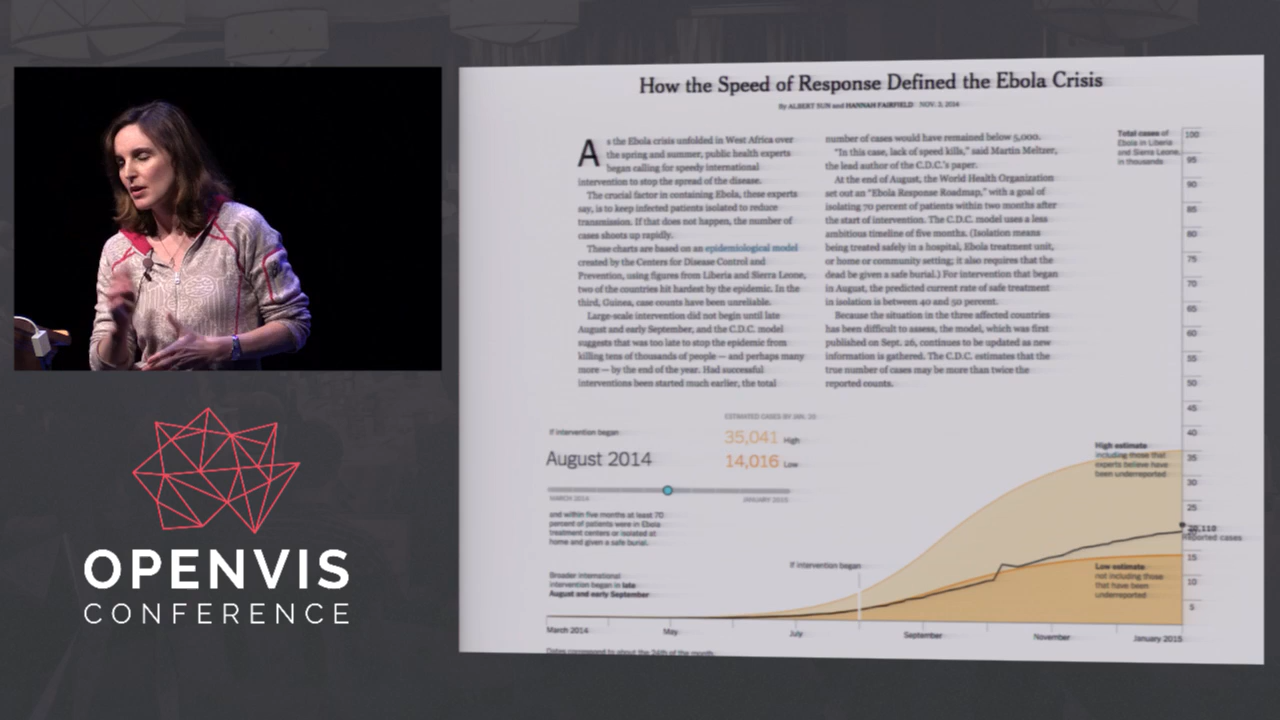 How the Speed of Response Defined the Ebola Crisis
By ALBERT SUN and HANNAH FAIRFIELD NOV. 3, 2014
As the Ebola crisis unfolded in West Africa over
the spring and summer, public health experts
began calling for speedy international
intervention to stop the spread of the disease.
The crucial factor in containing Ebola, these experts
say, is to keep infected patients isolated to reduce
transmission. If that does not happen, the number of
cases shoots up rapidly.
These charts are based on an epidemiological model
created by the Centers for Disease Control and
Prevention, using figures from Liberia and Sierra Leone,
two of the countries hit hardest by the epidemic. In the
third, Guinea, case counts have been unreliable.
Large-scale intervention did not begin until late
August and early September, and the C.D.C. model
suggests that was too late to stop the epidemic from
killing tens of thousands of people — and perhaps many
more — by the end of the year. Had successful
interventions been started much earlier, the total
number of cases would have remained below 5,000.
"In this case, lack of speed kills," said Martin Meltzer,
the lead author of the C.D.C.'s paper.
At the end of August, the World Health Organization
set out an "Ebola Response Roadmap," with a goal of
isolating 70 percent of patients within two months after
the start of intervention. The C.D.C. model uses a less
ambitious timeline of five months. (Isolation means
being treated safely in a hospital, Ebola treatment unit,
or home or community setting; it also requires that the
dead be given a safe burial.) For intervention that began
in August, the predicted current rate of safe treatment
in isolation is between 40 and 50 percent.
Because the situation in the three affected countries
has been difficult to assess, the model, which was first
published on Sept. 26, continues to be updated as new
information is gathered. The C.D.C. estimates that the
true number of cases may be more than twice the
reported counts.
Total cases of
Ebola in Liberia
and Sierra Leone,
in thousands
100
95
90
85
80
75
70
65
60
55
50
45
40
35
30
25
15
10
5
ESTIMATED CASES BY JAN. 20
If intervention began
35,041 High
August 2014
14,016 Low
MARCH 2014
JANUARY 2015
and within five months at least 70
percent of patients were in Ebola
treatment centers or isolated at
home and given a safe burial.
Broader international
intervention began in late
August and early September
If intervention began
High estimate
including those that
experts believe have
been underreported
Reported cases
Low estimate
not including those
that have been
underreported
March 2014
May
July
September
November
January 2015
Dates correspond to about the 24th of the month.
OPENVIS
CONFERENCE